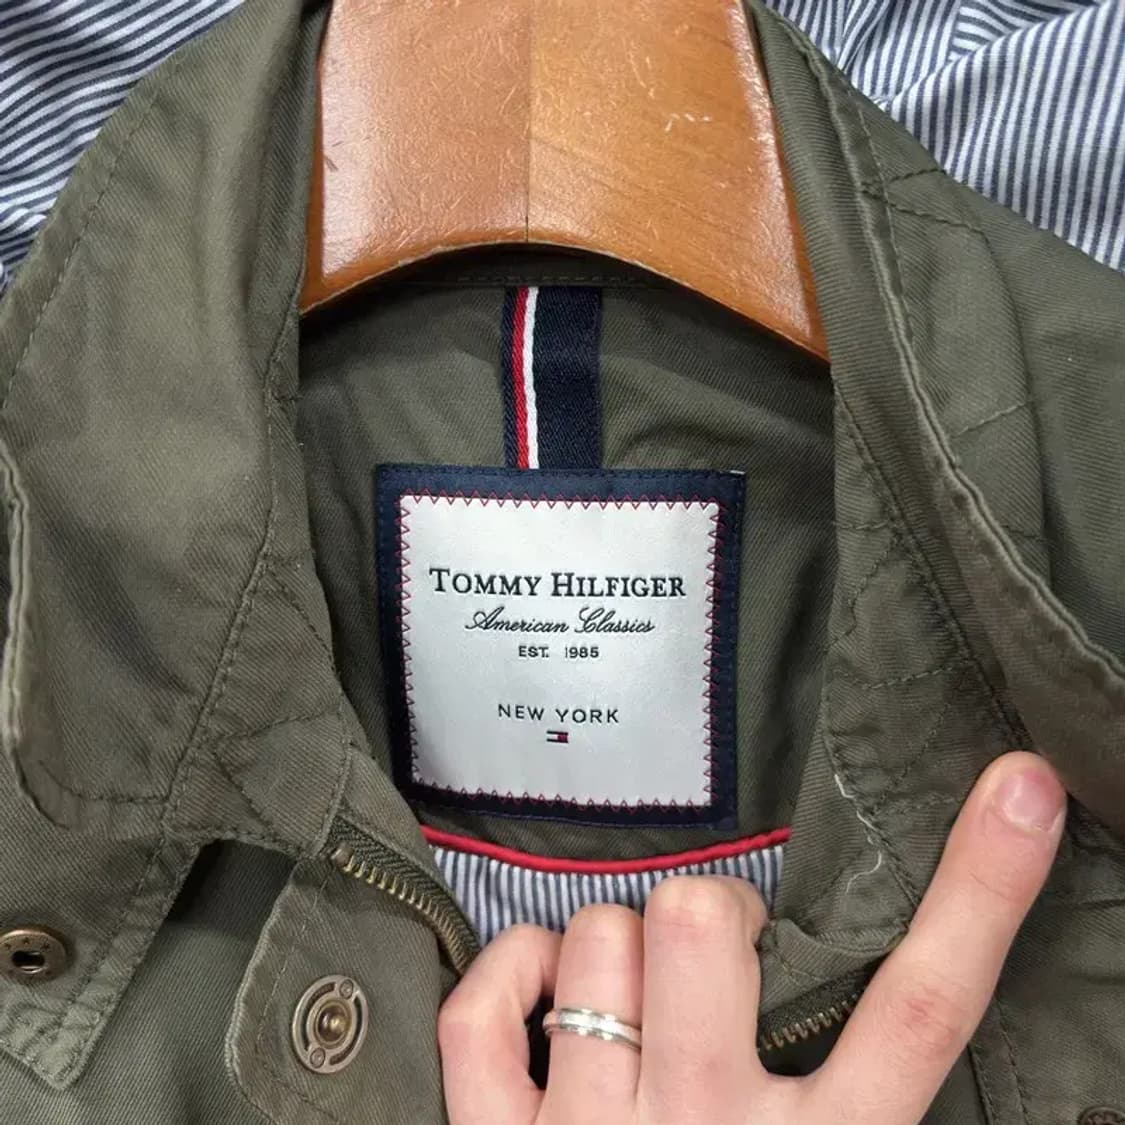 TOMMY HILFIGER
American Classics
EST. 1985
NEW YORK